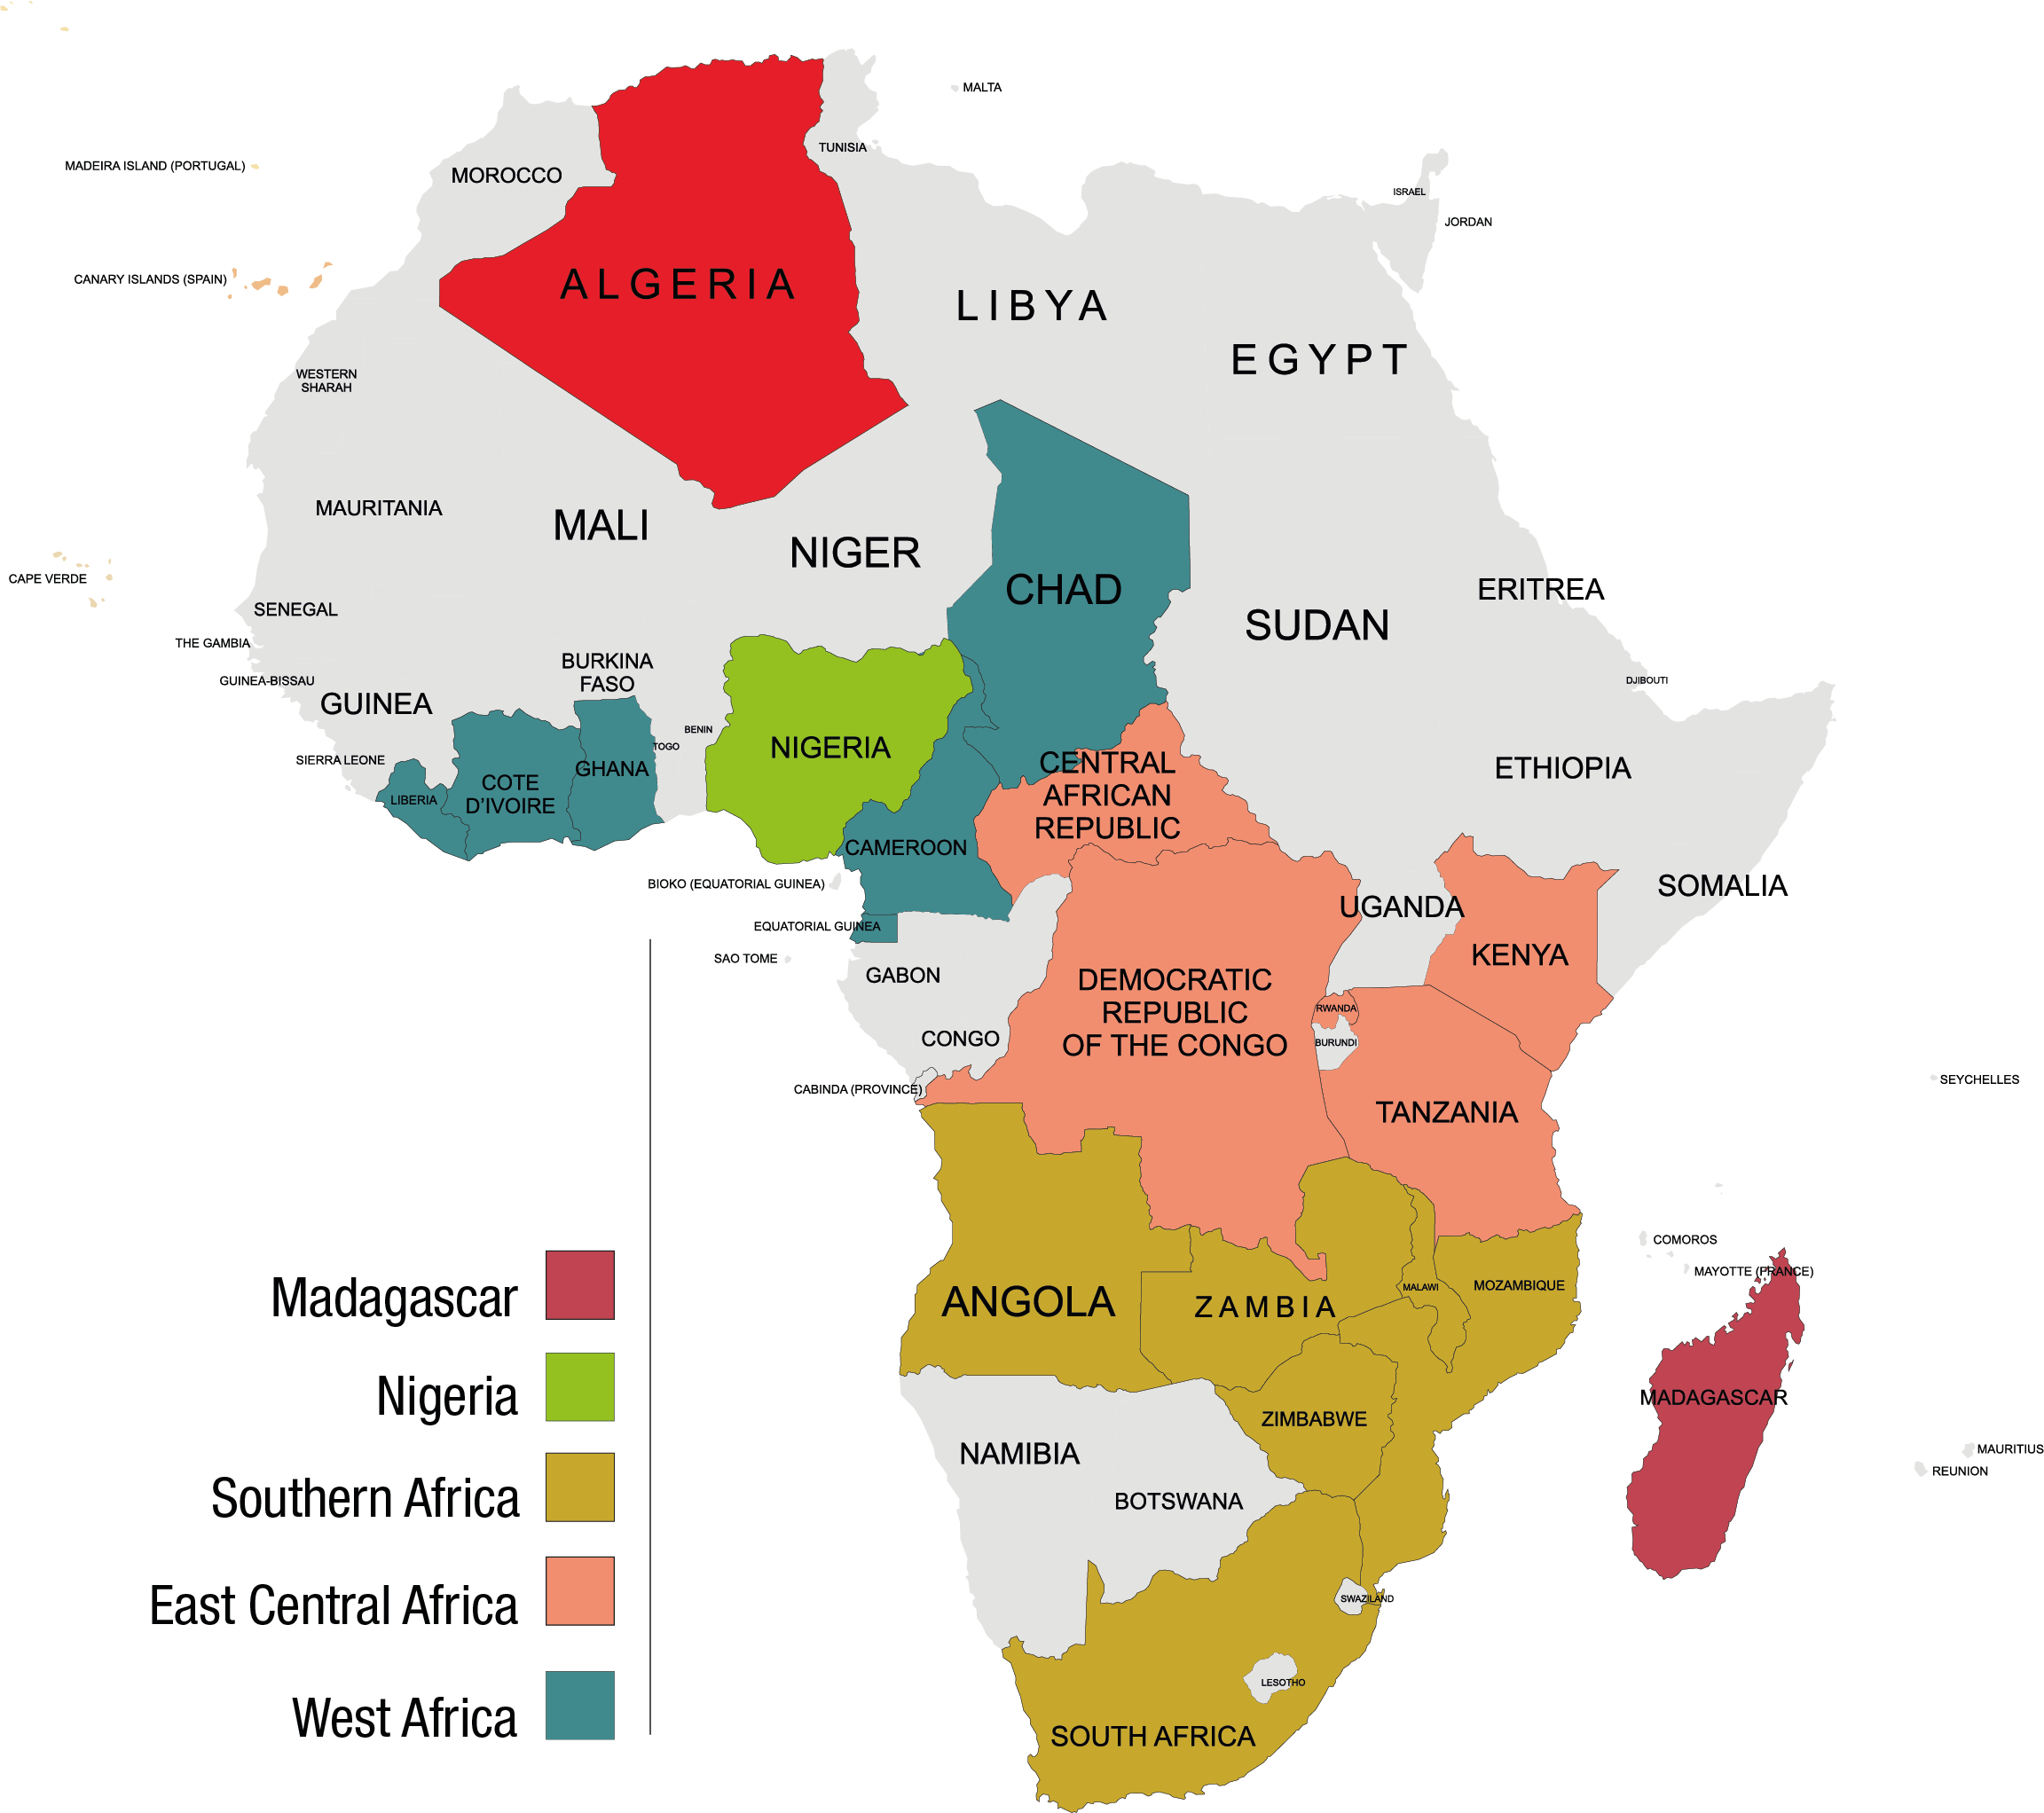 MALTA
TUNISIA
MADEIRA ISLAND (PORTUGAL)
MOROCCO
ISRAEL
JORDAN
CANARY ISLANDS (SPAIN)
ALGERIA
LIBYA
EGYPT
WESTERN
SHARAH
MAURITANIA
MALI
NIGER
CHAD
CAPE VERDE
ERITREA
SENEGAL
SUDAN
THE GAMBIA
BURKINA
FASO
GUINEA-BISSAU
DJIBOUTI
GUINEA
BENIN
TOGO
NIGERIA
SIERRA LEONE
GHANA
CENTRAL
AFRICAN
REPUBLIC
ETHIOPIA
COTE
D'IVOIRE
LIBERIA
CAMEROON
BIOKO (EQUATORIAL GUINEA)
SOMALIA
UGANDA
EQUATORIAL GUINEA
KENYA
SAO TOME
GABON
DEMOCRATIC
REPUBLIC
OF THE CONGO
RWANDA
CONGO
BURUNDI
CABINDA (PROVINCE)
SEYCHELLES
TANZANIA
COMOROS
MAYOTTE (FRANCE)
MALAWI
MOZAMBIQUE
ANGOLA
ZAMBIA
MADAGASCAR
ZIMBABWE
NAMIBIA
MAURITIUS
REUNION
BOTSWANA
SWAZILAND
LESOTHO
SOUTH AFRICA
Madagascar
Nigeria
Southern Africa
East Central Africa
West Africa